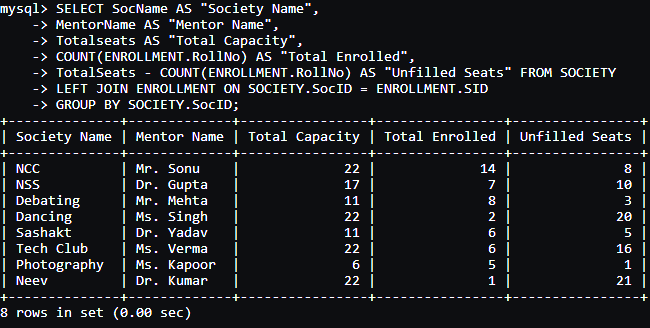 mysql> SELECT SocName AS "Society Name",
    -> MentorName AS "Mentor Name",
    -> Totalseats AS "Total Capacity",
    -> COUNT(ENROLLMENT.RollNo) AS "Total Enrolled",
    -> TotalSeats - COUNT(ENROLLMENT.RollNo) AS "Unfilled Seats" FROM SOCIETY
    -> LEFT JOIN ENROLLMENT ON SOCIETY.SocID = ENROLLMENT.SID
    -> GROUP BY SOCIETY.SocID;
+--------------+-------------+----------------+----------------+----------------+
| Society Name | Mentor Name | Total Capacity | Total Enrolled | Unfilled Seats |
+--------------+-------------+----------------+----------------+----------------+
| NCC          | Mr. Sonu    |             22 |             14 |              8 |
| NSS          | Dr. Gupta   |             17 |              7 |             10 |
| Debating     | Mr. Mehta   |             11 |              8 |              3 |
| Dancing      | Ms. Singh   |             22 |              2 |             20 |
| Sashakt      | Dr. Yadav   |             11 |              6 |              5 |
| Tech Club    | Ms. Verma   |             22 |              6 |             16 |
| Photography  | Ms. Kapoor  |              6 |              5 |              1 |
| Neev         | Dr. Kumar   |             22 |              1 |             21 |
+--------------+-------------+----------------+----------------+----------------+
8 rows in set (0.00 sec)